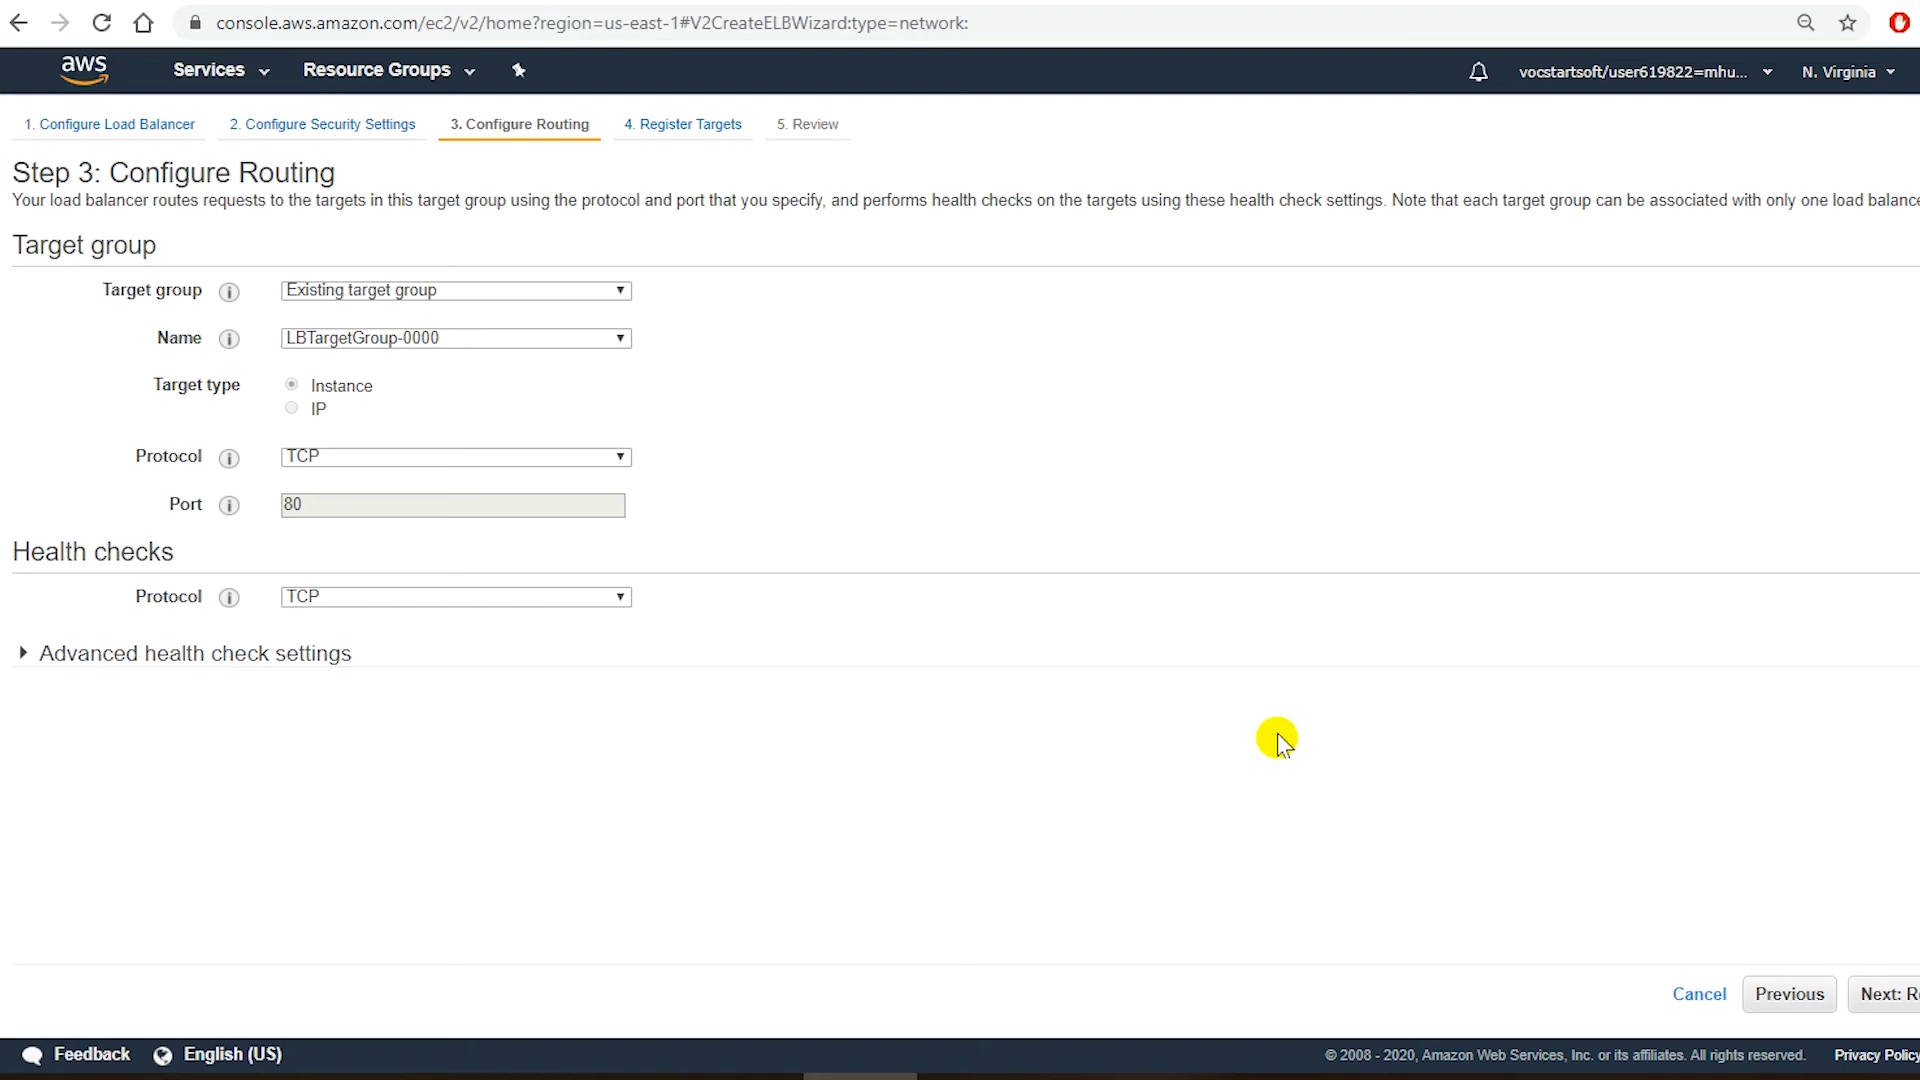 console.aws.amazon.com/ec2/v2/home?region=us-east-1#V2CreateELBWizard:type=network:
aws Services Resource Groups vocstartsoft/user619822=mhu... N. Virginia
1. Configure Load Balancer 2. Configure Security Settings 3. Configure Routing 4. Register Targets 5. Review
Step 3: Configure Routing
Your load balancer routes requests to the targets in this target group using the protocol and port that you specify, and performs health checks on the targets using these health check settings. Note that each target group can be associated with only one load balance
Target group
Target group Existing target group
Name LBTargetGroup-0000
Target type Instance
IP
Protocol TCP
Port 80
Health checks
Protocol TCP
Advanced health check settings
Cancel Previous Next: R
Feedback English (US) © 2008 - 2020, Amazon Web Services, Inc. or its affiliates. All rights reserved. Privacy Policy